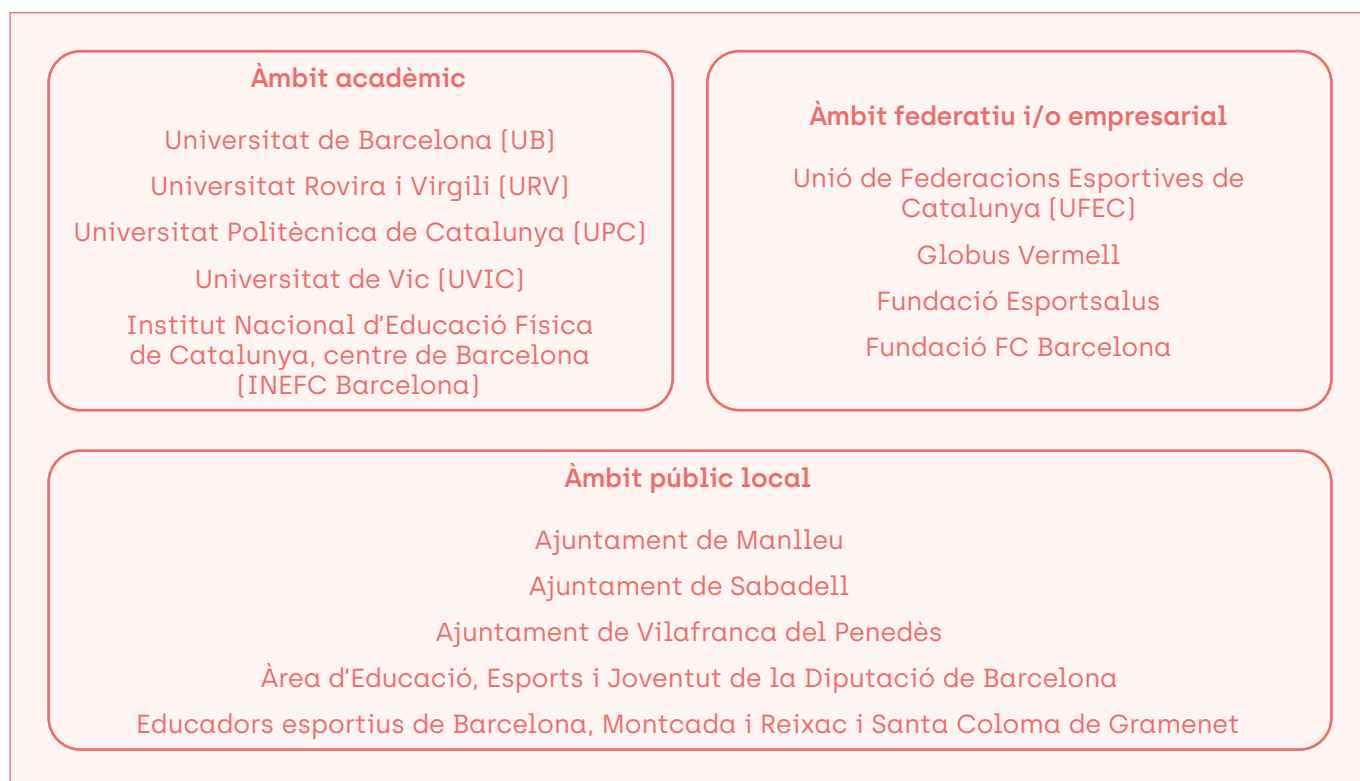 Àmbit acadèmic
Universitat de Barcelona (UB)
Universitat Rovira i Virgili (URV)
Universitat Politècnica de Catalunya (UPC)
Universitat de Vic (UVIC)
Institut Nacional d’Educació Física
de Catalunya, centre de Barcelona
(INEFC Barcelona)
Àmbit federatiu i/o empresarial
Unió de Federacions Esportives de
Catalunya (UFEC)
Globus Vermell
Fundació Esportsalus
Fundació FC Barcelona
Àmbit públic local
Ajuntament de Manlleu
Ajuntament de Sabadell
Ajuntament de Vilafranca del Penedès
Àrea d’Educació, Esports i Joventut de la Diputació de Barcelona
Educadors esportius de Barcelona, Montcada i Reixac i Santa Coloma de Gramenet